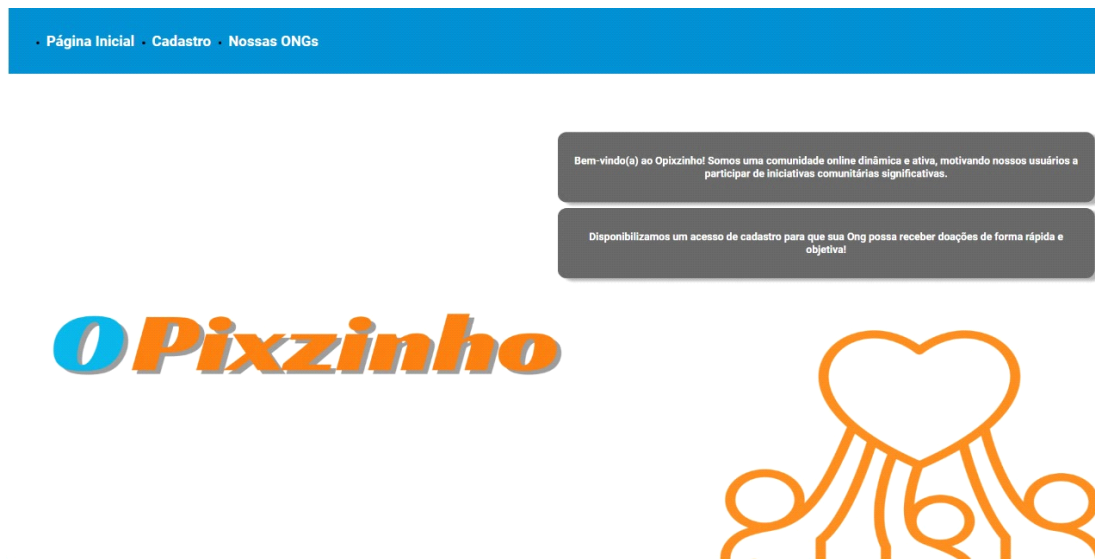 Página Inicial Cadastro Nossas ONGs
Bem-vindo(a) ao Opixzinho! Somos uma comunidade online dinâmica e ativa, motivando nossos usuários a
participar de iniciativas comunitárias significativas.
Disponibilizamos um acesso de cadastro para que sua Ong possa receber doações de forma rápida e
objetiva!
O Pixzinho